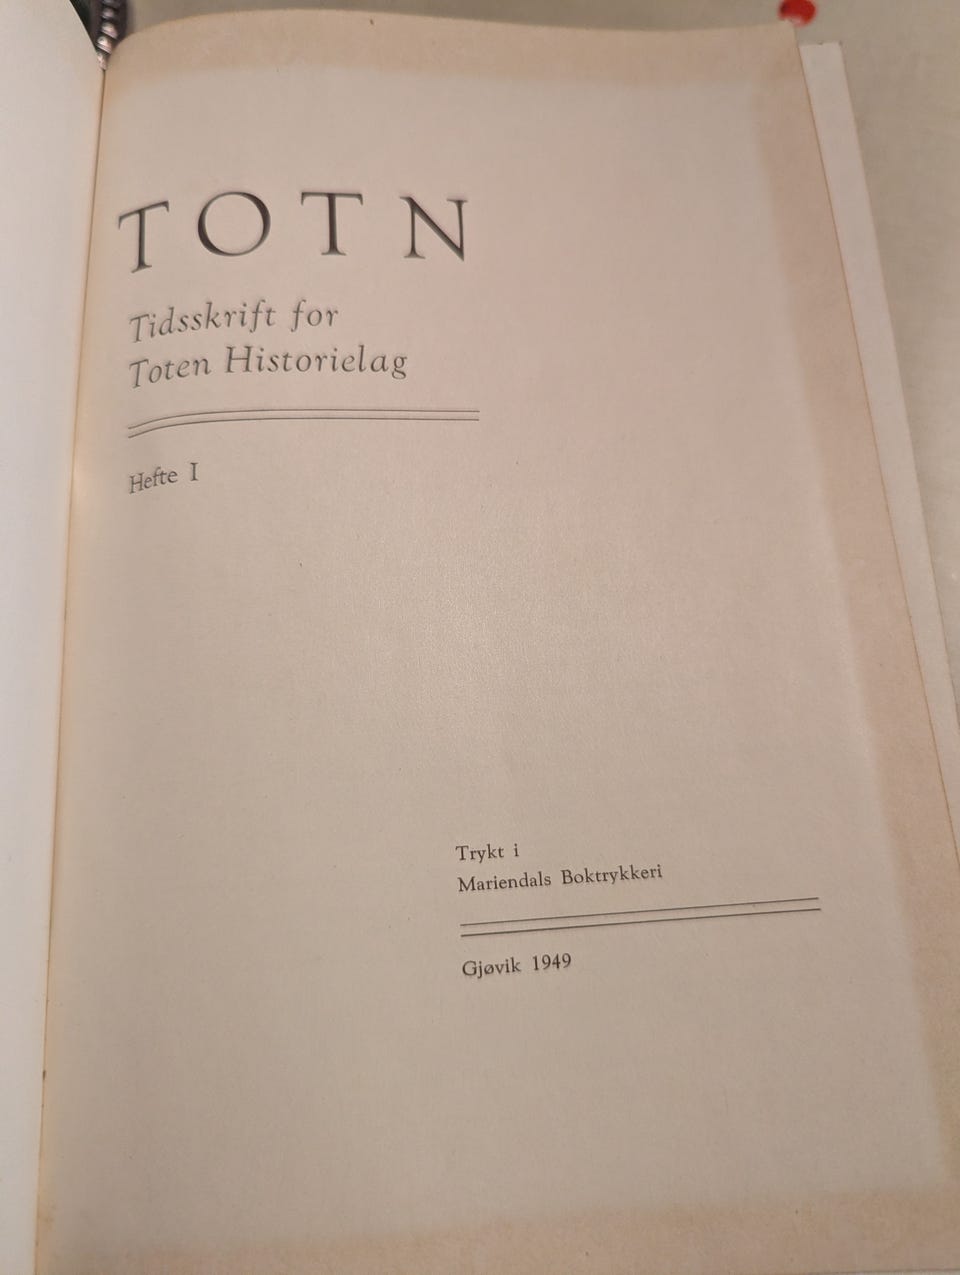 TOTN
Tidsskrift for
Toten Historielag
Hefte I
Trykt i
Mariendals Boktrykkeri
Gjøvik 1949